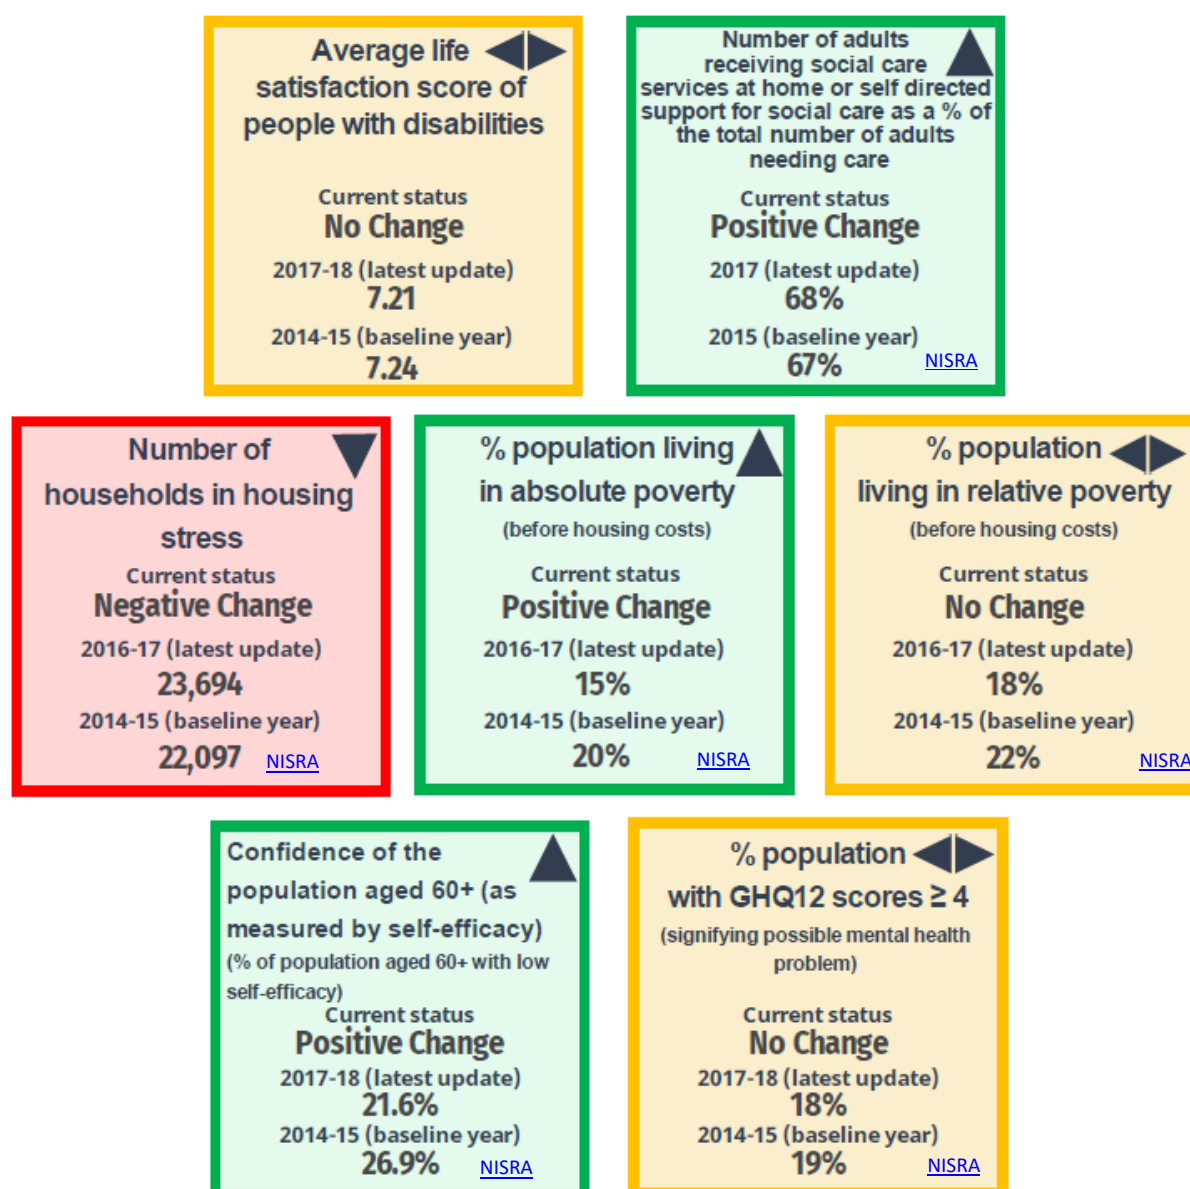 Average life
satisfaction score of
people with disabilities
Current status
No Change
2017-18 (latest update)
7.21
2014-15 (baseline year)
7.24
Number of adults
receiving social care
services at home or self directed
support for social care as a % of
the total number of adults
needing care
Current status
Positive Change
2017 (latest update)
68%
2015 (baseline year)
67%
NISRA
Number of
households in housing
stress
Current status
Negative Change
2016-17 (latest update)
23,694
2014-15 (baseline year)
22,097
NISRA
% population living
in absolute poverty
(before housing costs)
Current status
Positive Change
2016-17 (latest update)
15%
2014-15 (baseline year)
20%
NISRA
% population
living in relative poverty
(before housing costs)
Current status
No Change
2016-17 (latest update)
18%
2014-15 (baseline year)
22%
NISRA
Confidence of the
population aged 60+ (as
measured by self-efficacy)
(% of population aged 60+ with low
self-efficacy)
Current status
Positive Change
2017-18 (latest update)
21.6%
2014-15 (baseline year)
26.9%
NISRA
% population
with GHQ12 scores ≥ 4
(signifying possible mental health
problem)
Current status
No Change
2017-18 (latest update)
18%
2014-15 (baseline year)
19%
NISRA